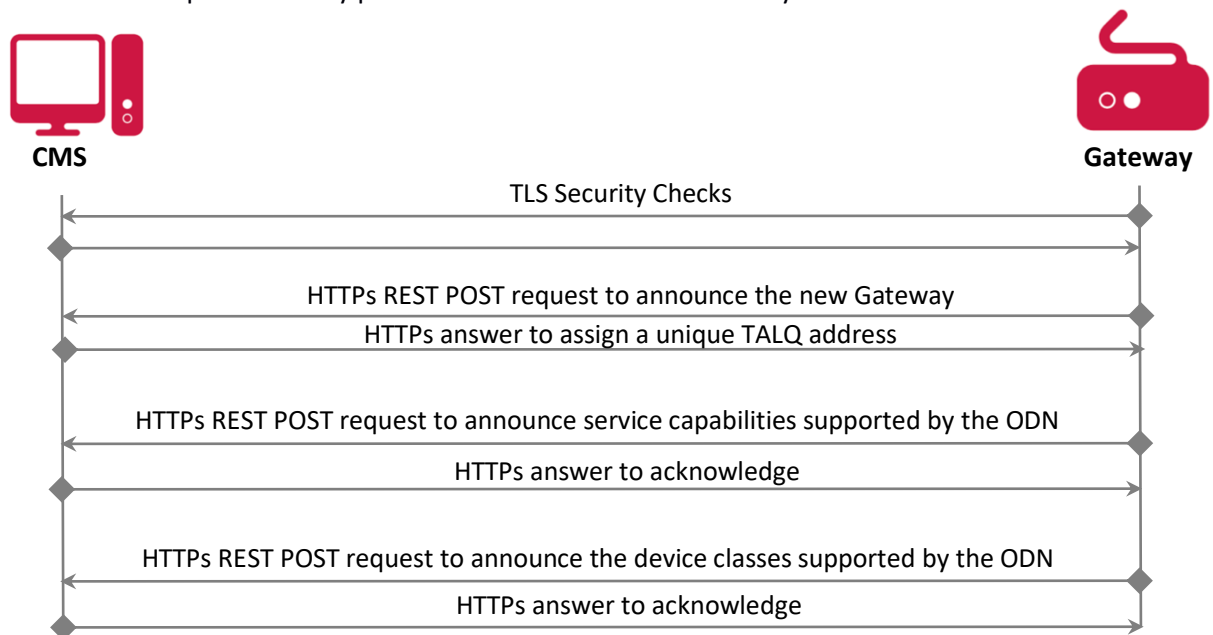 CMS
Gateway
TLS Security Checks
HTTPs REST POST request to announce the new Gateway
HTTPs answer to assign a unique TALQ address
HTTPs REST POST request to announce service capabilities supported by the ODN
HTTPs answer to acknowledge
HTTPs REST POST request to announce the device classes supported by the ODN
HTTPs answer to acknowledge